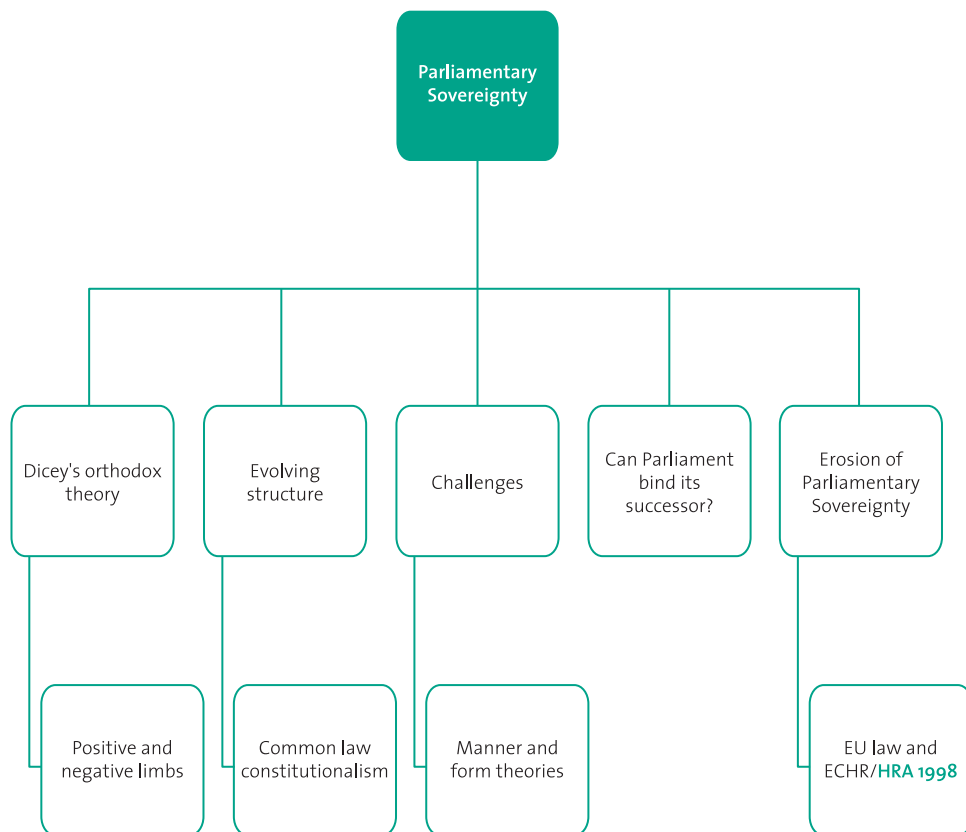 Parliamentary
Sovereignty
Dicey's orthodox
theory
Evolving
structure
Challenges
Can Parliament
bind its
successor?
Erosion of
Parliamentary
Sovereignty
Positive and
negative limbs
Common law
constitutionalism
Manner and
form theories
EU law and
ECHR/HRA 1998